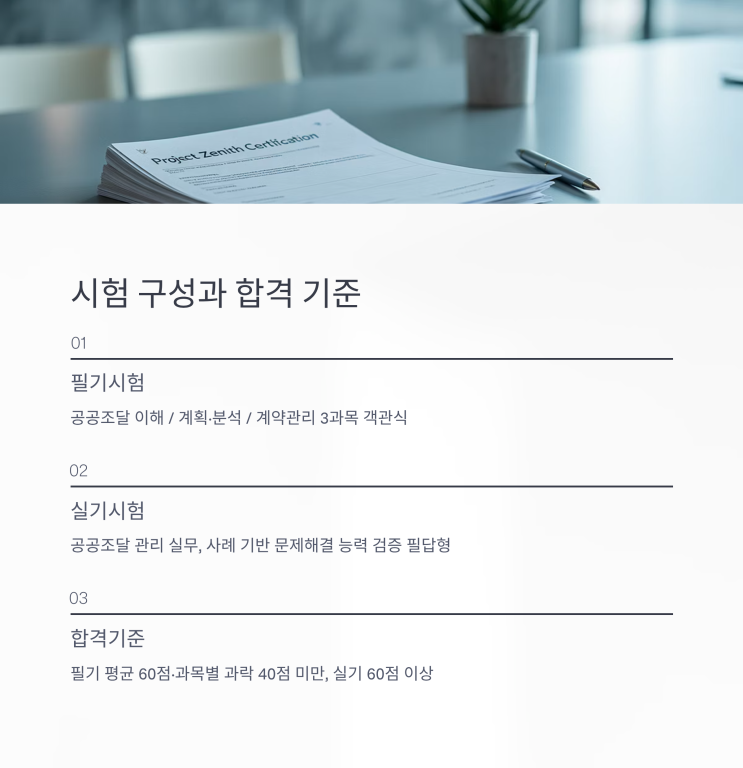 Project Zenith Certification
시험 구성과 합격 기준
01
필기시험
공공조달 이해 / 계획·분석 / 계약관리 3과목 객관식
02
실기시험
공공조달 관리 실무, 사례 기반 문제해결 능력 검증 필답형
03
합격기준
필기 평균 60점·과목별 과락 40점 미만, 실기 60점 이상